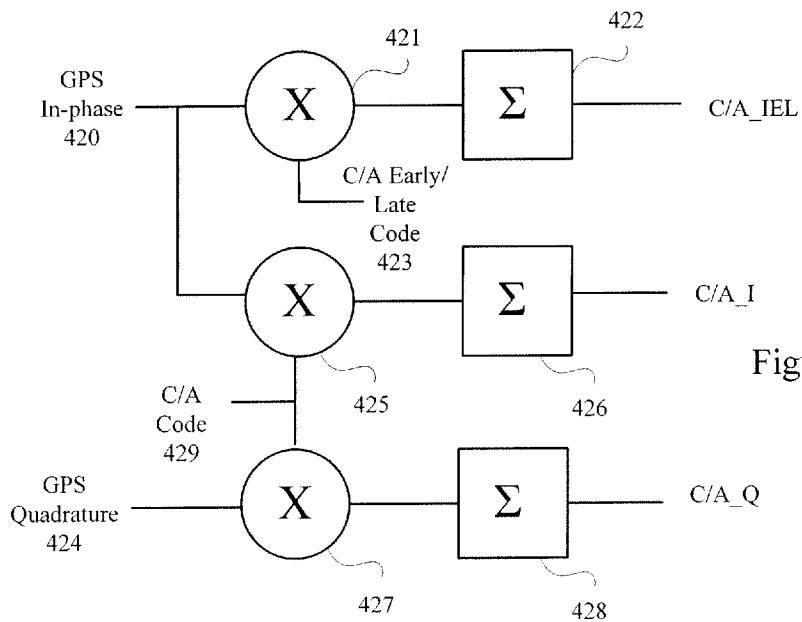 421
422
GPS
In-phase
420
X
Σ
C/A_IEL
C/A Early/
Late
Code
423
X
Σ
C/A_I
Fig
425
426
C/A
Code
429
GPS
Quadrature
424
X
Σ
C/A_Q
427
428